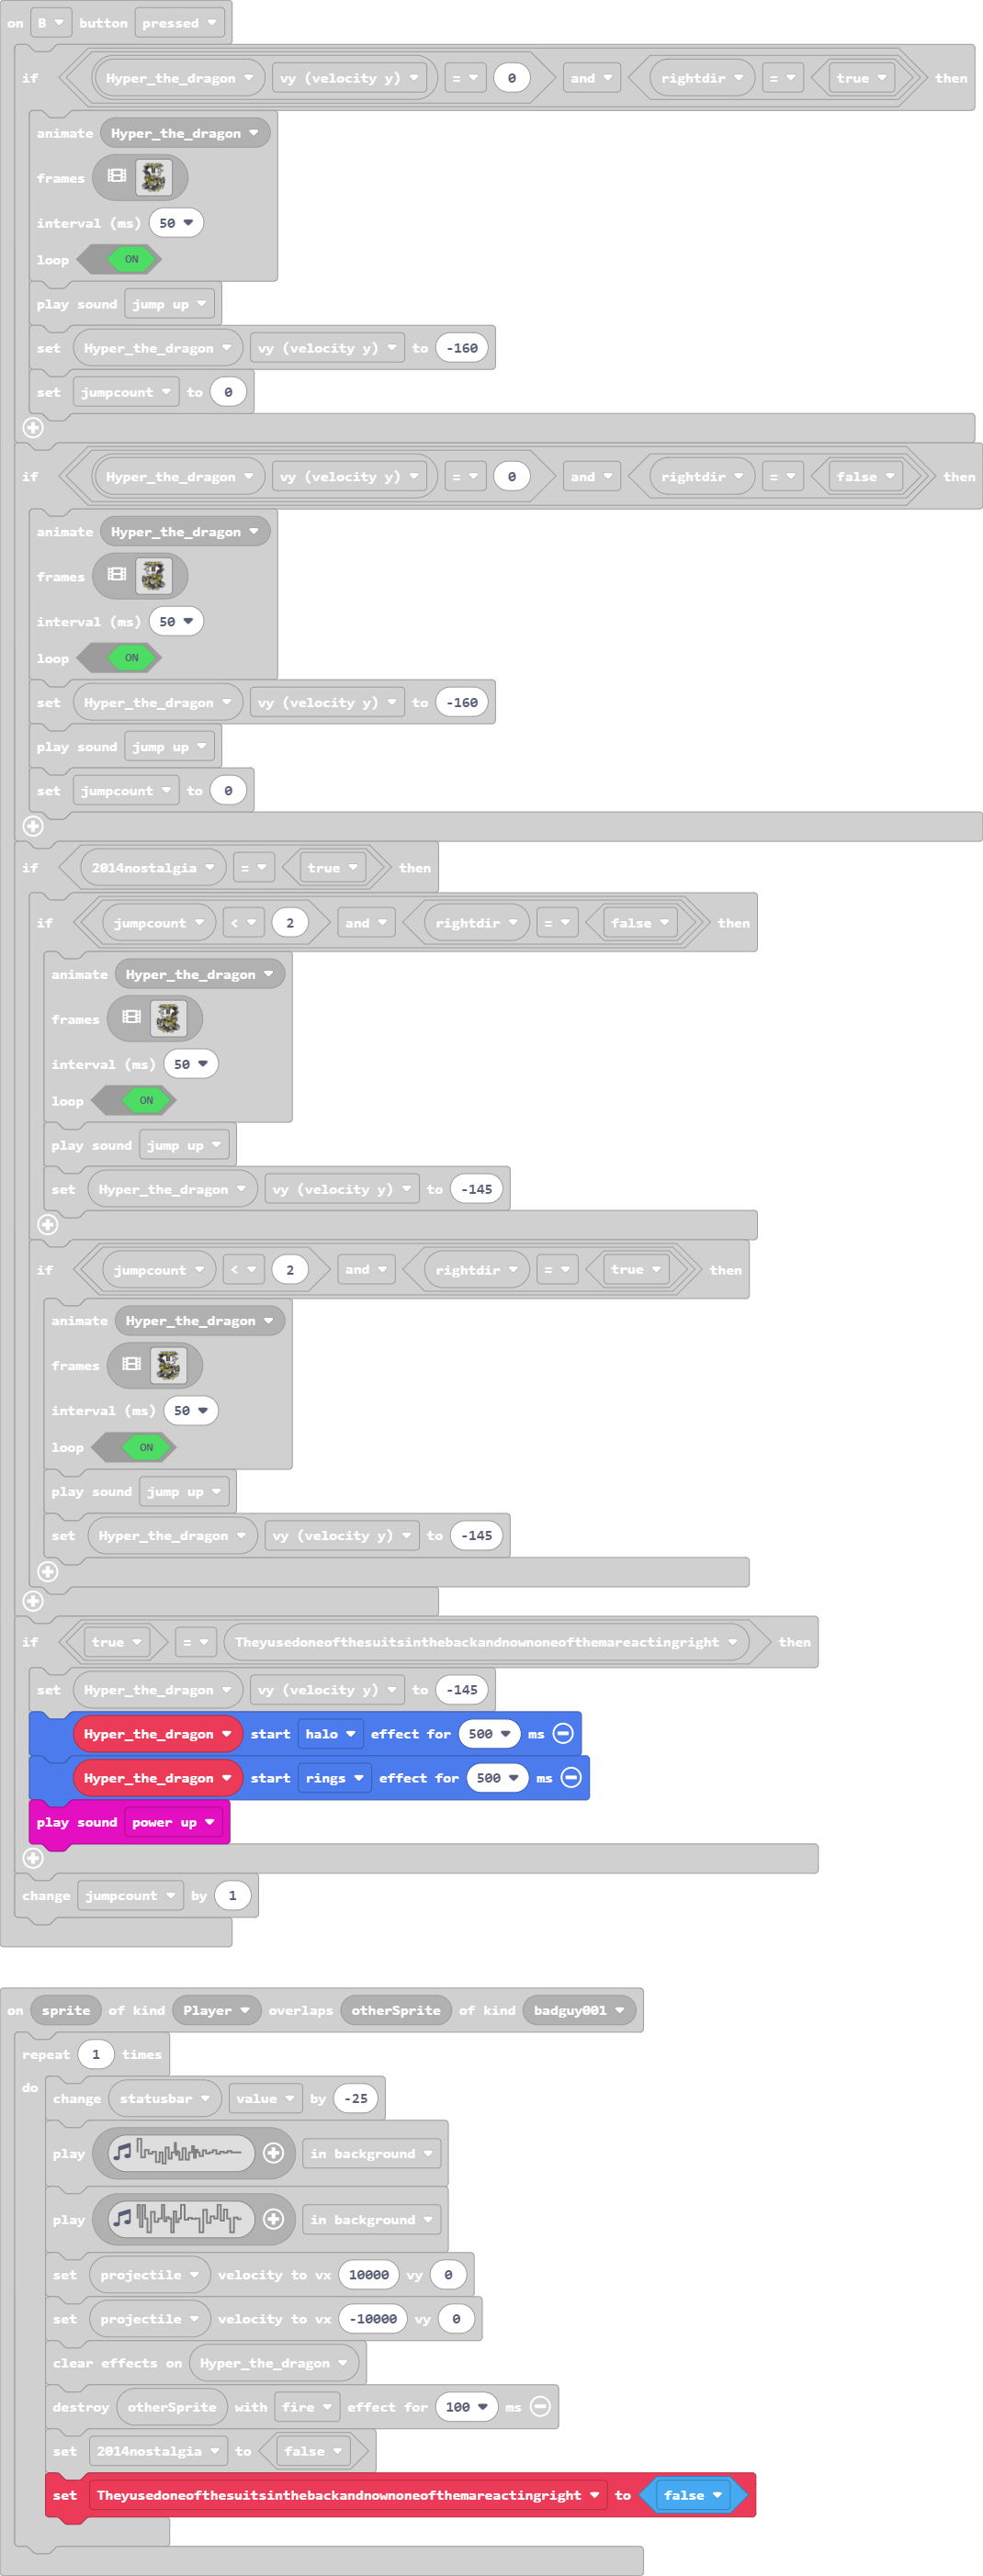 on B button pressed
if Hyper_the_dragon vy (velocity y) = 0 and rightdir = true then
animate Hyper_the_dragon
frames
interval (ms) 50
loop ON
play sound jump up
set Hyper_the_dragon vy (velocity y) to -160
set jumpcount to 0
if Hyper_the_dragon vy (velocity y) = 0 and rightdir = false then
animate Hyper_the_dragon
frames
interval (ms) 50
loop ON
set Hyper_the_dragon vy (velocity y) to -160
play sound jump up
set jumpcount to 0
if 2014nostalgia = true then
if jumpcount < 2 and rightdir = false then
animate Hyper_the_dragon
frames
interval (ms) 50
loop ON
play sound jump up
set Hyper_the_dragon vy (velocity y) to -145
if jumpcount < 2 and rightdir = true then
animate Hyper_the_dragon
frames
interval (ms) 50
loop ON
play sound jump up
set Hyper_the_dragon vy (velocity y) to -145
if true = Theyusedoneofthesuitsinthebackandnownoneofthemareactingright then
set Hyper_the_dragon vy (velocity y) to -145
Hyper_the_dragon start halo effect for 500 ms
Hyper_the_dragon start rings effect for 500 ms
play sound power up
change jumpcount by 1
on sprite of kind Player overlaps otherSprite of kind badguy001
repeat 1 times
do
change statusbar value by -25
play in background
play in background
set projectile velocity to vx 10000 vy 0
set projectile velocity to vx -10000 vy 0
clear effects on Hyper_the_dragon
destroy otherSprite with fire effect for 100 ms
set 2014nostalgia to false
set Theyusedoneofthesuitsinthebackandnownoneofthemareactingright to false